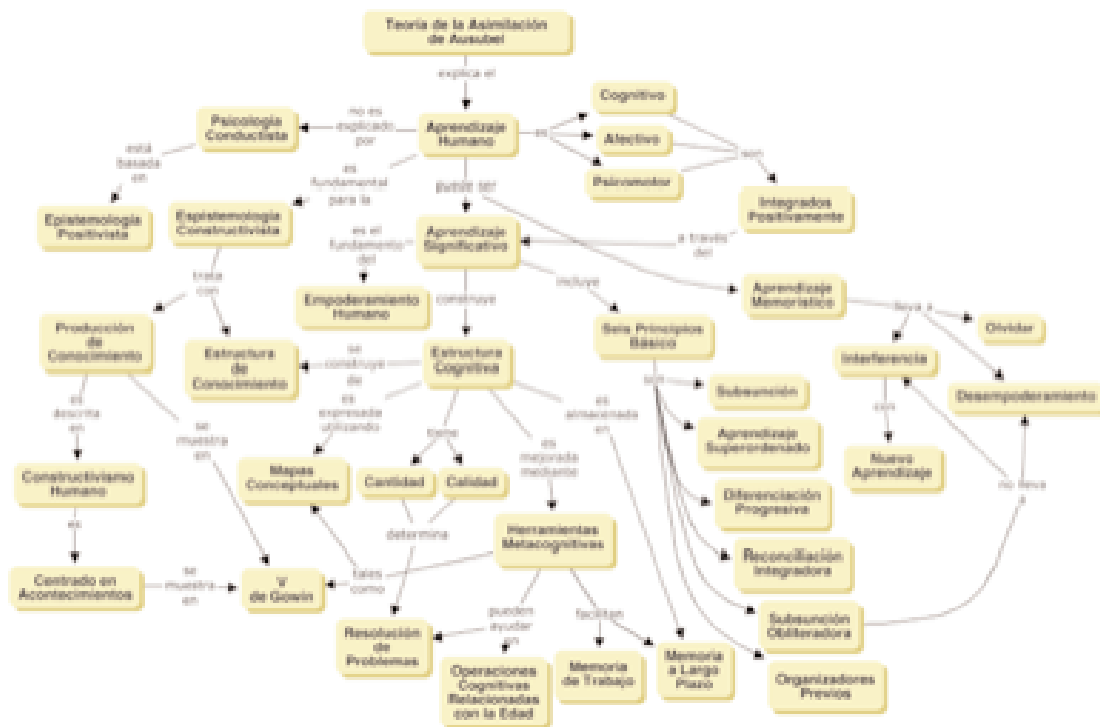 Teoría de la Asimilación
de Ausubel
explica el
Psicología
Conductista
no es
explicado
por
Aprendizaje
Humano
es
Cognitivo
Afectivo
Psicomotor
son
Integrados
Positivamente
está
basada
en
es
fundamental
para la
puede ser
Epistemología
Positivista
Espistemología
Constructivista
es el
fundamento
del
Aprendizaje
Significativo
a través
del
trata
con
Empoderamiento
Humano
construye
incluye
Aprendizaje
Memorístico
lleva a
Olvidar
Producción
de
Conocimiento
Estructura
de
Conocimiento
se
construye
de
Estructura
Cognitiva
Seis Principios
Básico
Interferencia
Desempoderamiento
es
descrita
en
se
muestra
en
es
expresada
utilizando
tiene
es
mejorada
mediante
es
almacenada
en
son
Subsunción
Aprendizaje
Superordenado
con
Nuevo
Aprendizaje
no lleva
a
Constructivismo
Humano
Mapas
Conceptuales
Cantidad
Calidad
Diferenciación
Progresiva
es
determina
Herramientas
Metacognitivas
Reconciliación
Integradora
Centrado en
Acontecimientos
se
muestra
en
V
de Gowin
tales
como
pueden
ayudar
en
facilitan
Subsunción
Obliteradora
Resolución
de
Problemas
Operaciones
Cognitivas
Relacionadas
con la Edad
Memoria
de Trabajo
Memoria
a Largo
Plazo
Organizadores
Previos